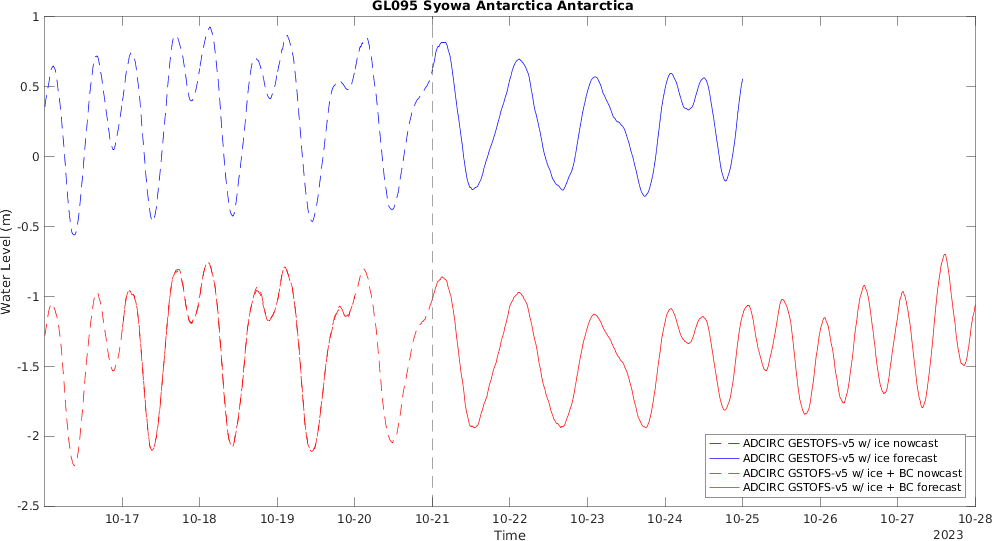 GL095 Syowa Antarctica Antarctica
1
0.5
0
-0.5
-1
-1.5
-2
-2.5
Water Level (m)
ADCIRC GESTOFS-v5 w/ ice nowcast
ADCIRC GESTOFS-v5 w/ ice forecast
ADCIRC GSTOFS-v5 w/ ice + BC nowcast
ADCIRC GSTOFS-v5 w/ ice + BC forecast
10-17 10-18 10-19 10-20 10-21 10-22 10-23 10-24 10-25 10-26 10-27 10-28
Time
2023